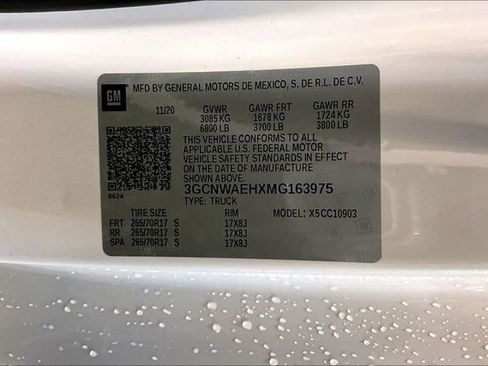 GM
MFD BY GENERAL MOTORS DE MEXICO, S. DE R.L. DE C.V.
11/20 GVWR GAWR FRT GAWR RR
3085 KG 1678 KG 1724 KG
6800 LB 3700 LB 3800 LB
THIS VEHICLE CONFORMS TO ALL
APPLICABLE U.S. FEDERAL MOTOR
VEHICLE SAFETY STANDARDS IN EFFECT
ON THE DATE OF MANUFACTURE
SHOWN ABOVE.
8624
3GCNWAEHXMG163975
TYPE: TRUCK MODEL: X5CC10903
TIRE SIZE RIM
FRT 265/70R17 S 17X8J
RR 265/70R17 S 17X8J
SPA 265/70R17 S 17X8J